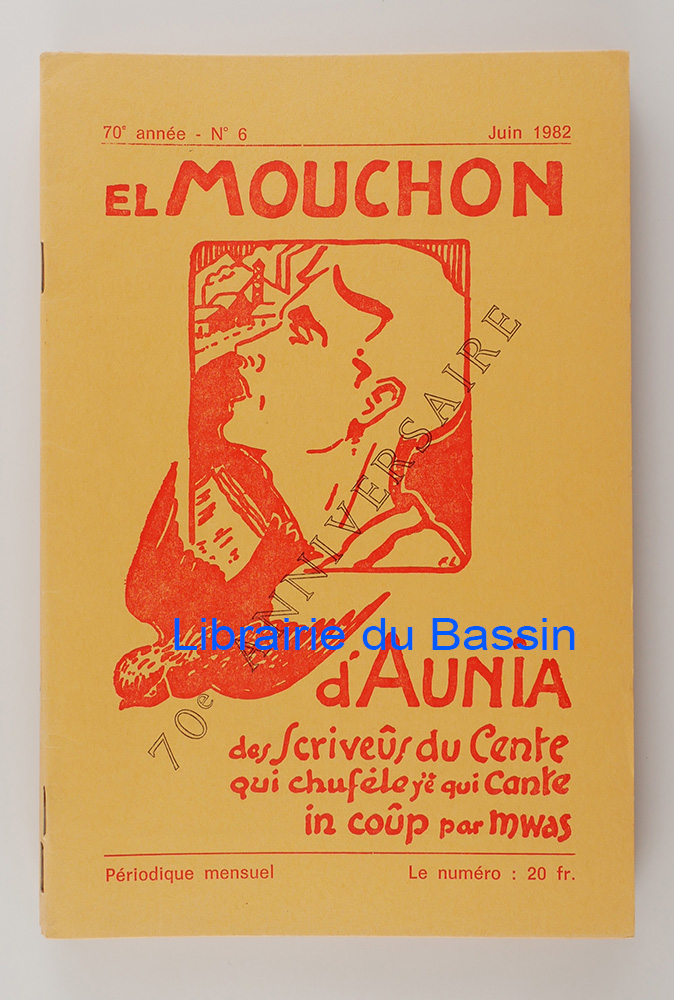 70e année - N° 6
Juin 1982
EL MOUCHON
70e ANNIVERSAIRE
Librairie du Bassin
d'AUNIA
des Scriveûs du Cente
qui chufèle y'è qui Cante
in coûp par mwas
Périodique mensuel
Le numéro : 20 fr.